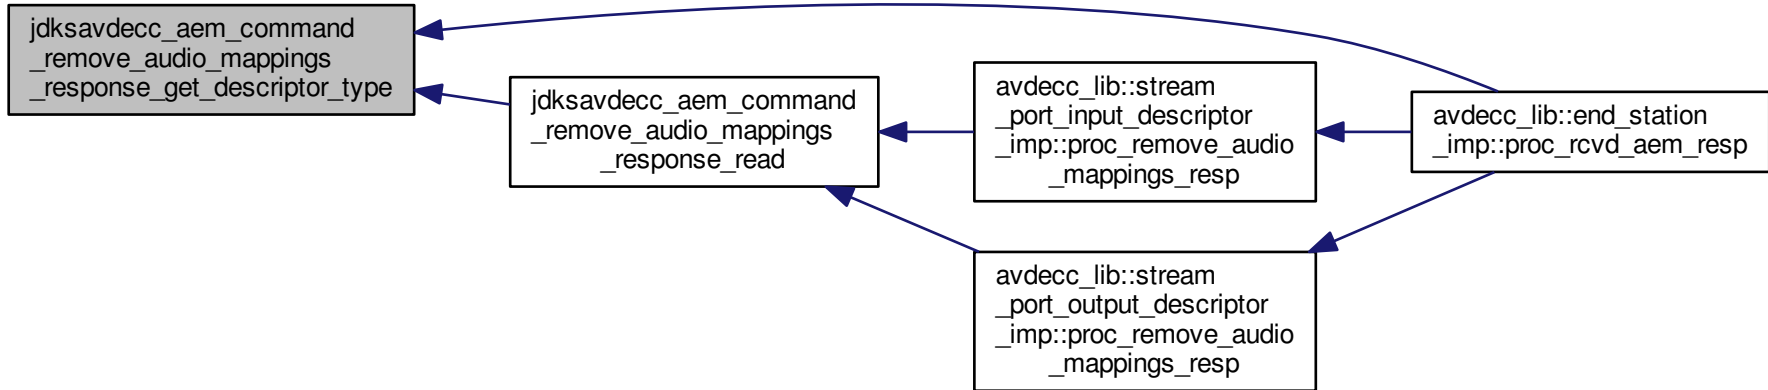 jdksavdecc_aem_command
_remove_audio_mappings
_response_get_descriptor_type
jdksavdecc_aem_command
_remove_audio_mappings
_response_read
avdecc_lib::stream
_port_input_descriptor
_imp::proc_remove_audio
_mappings_resp
avdecc_lib::end_station
_imp::proc_rcvd_aem_resp
avdecc_lib::stream
_port_output_descriptor
_imp::proc_remove_audio
_mappings_resp